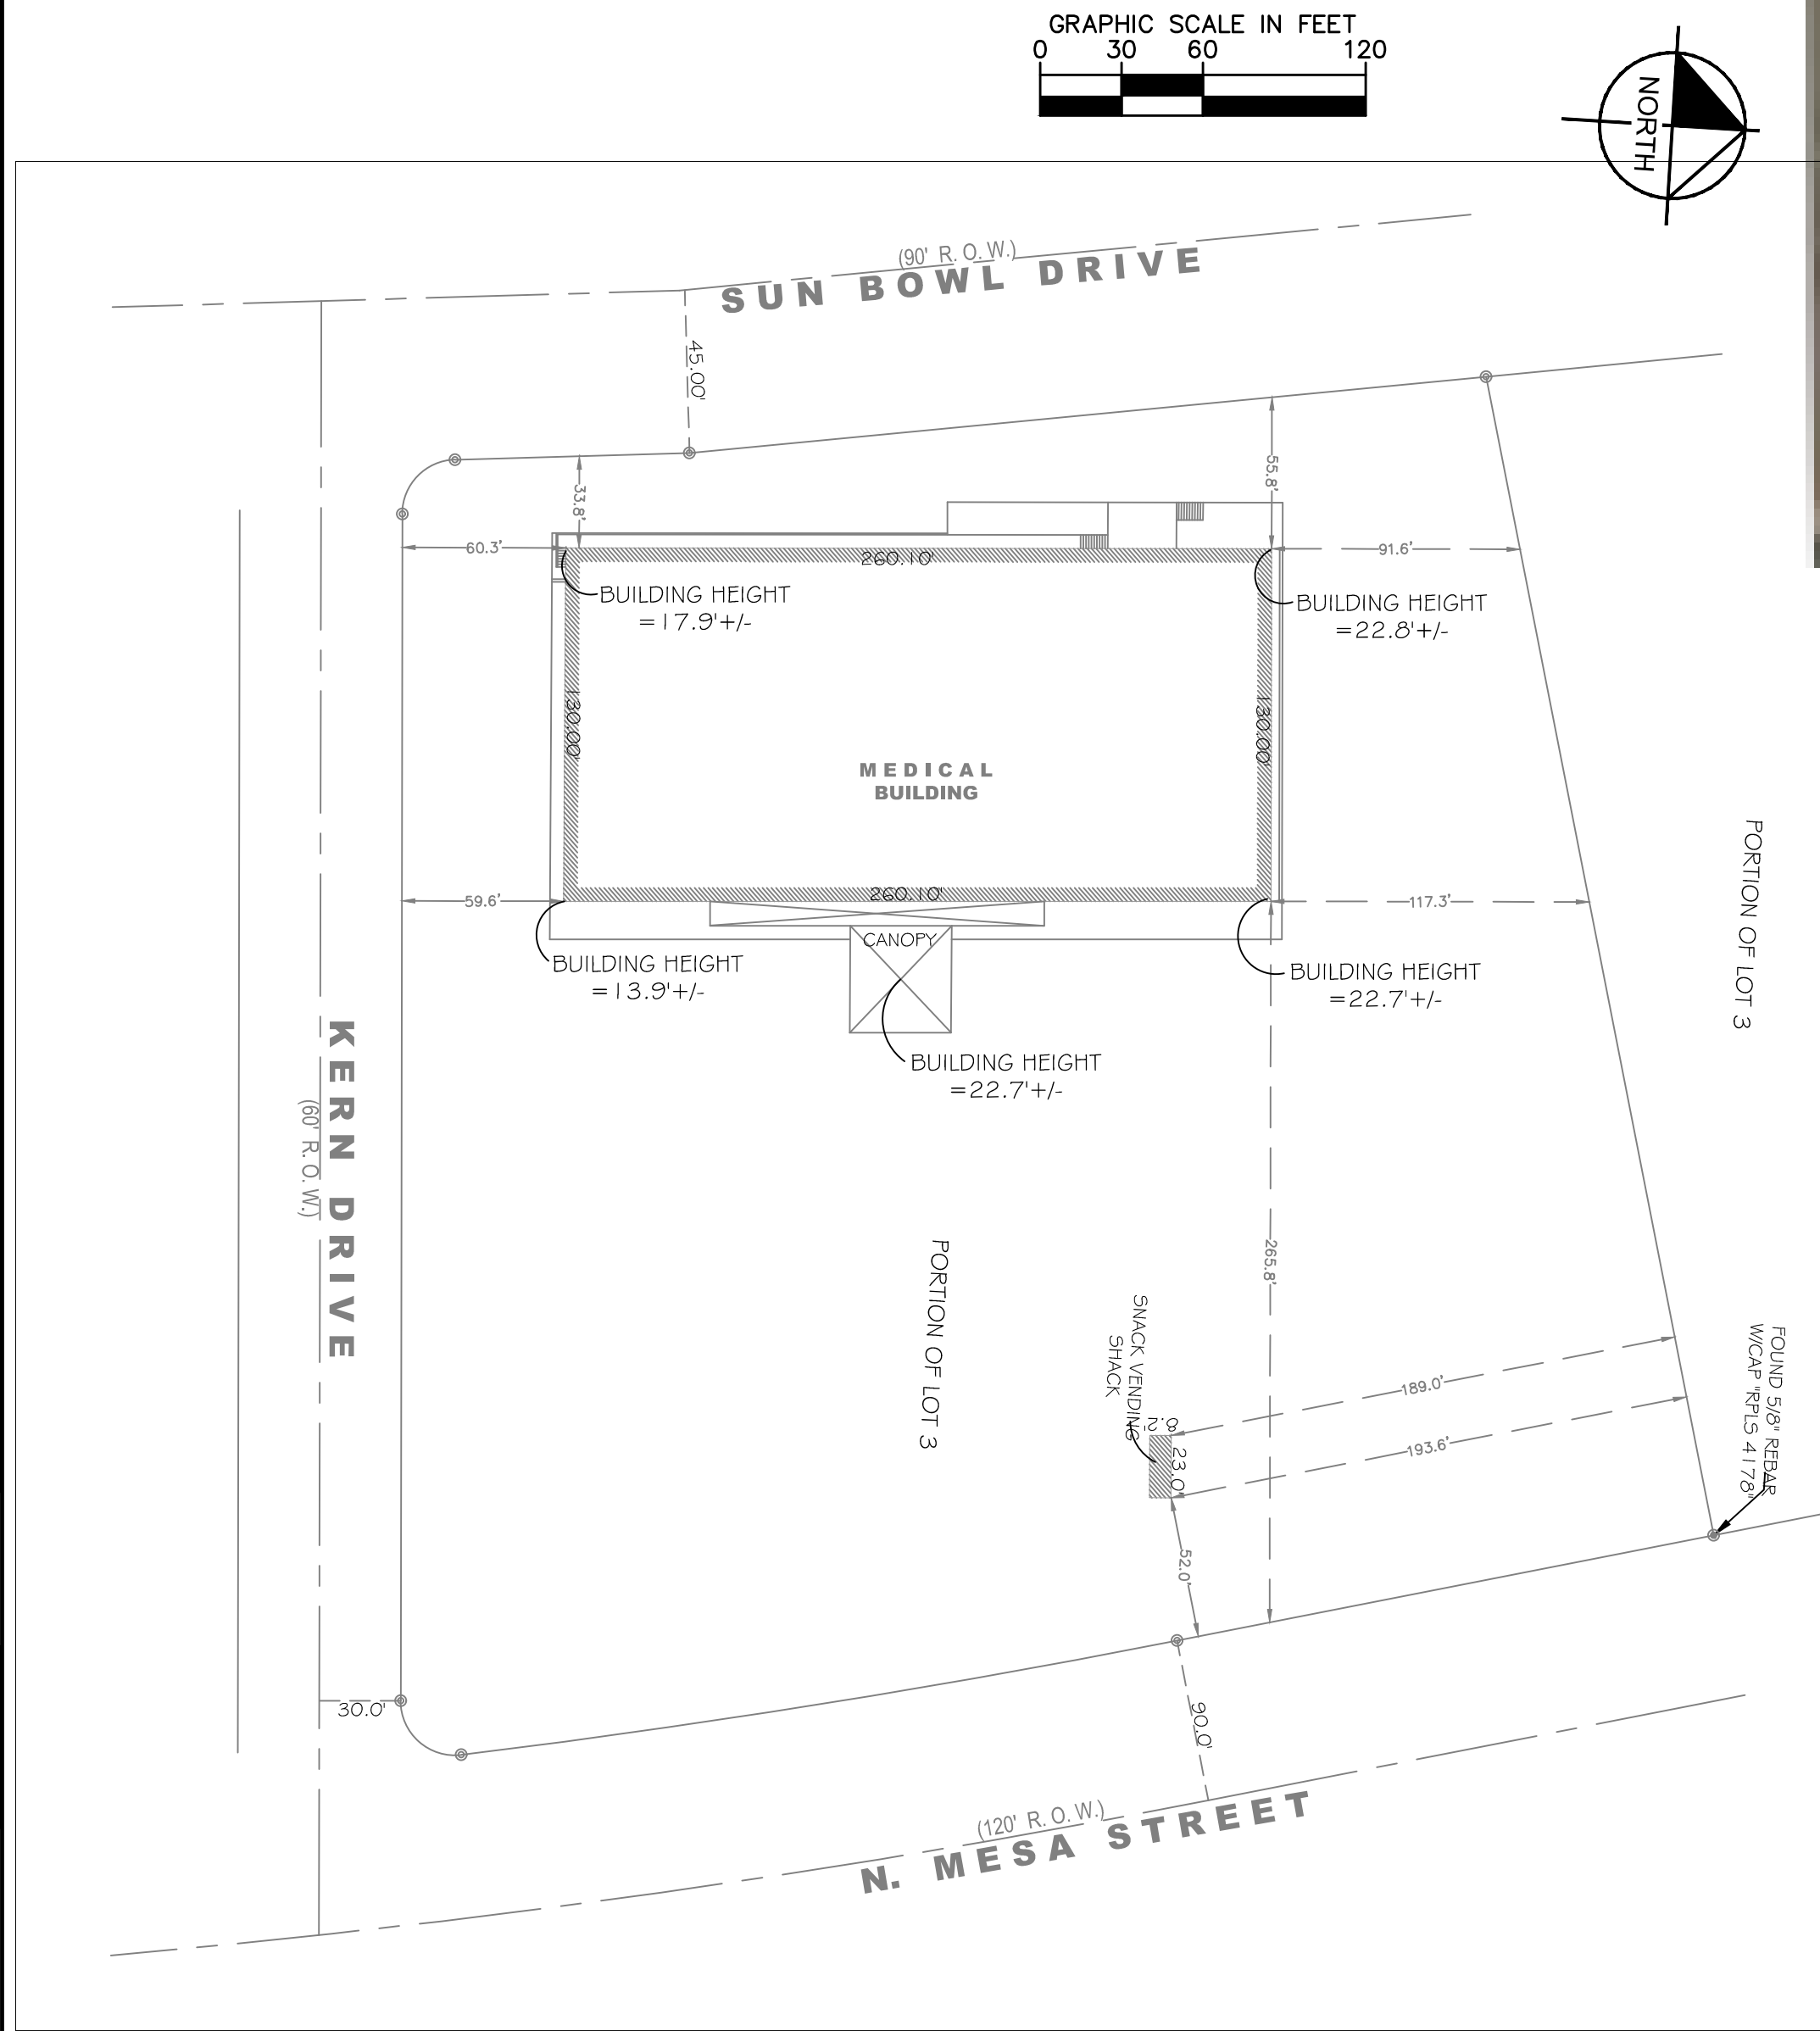 GRAPHIC SCALE IN FEET
0 30 60 120
NORTH
(90' R. O. W.)
SUN BOWL DRIVE
45.00'
33.8'
55.8'
60.3'
260.10'
91.6'
BUILDING HEIGHT
=17.9'+/-
BUILDING HEIGHT
=22.8'+/-
130.00'
130.00'
MEDICAL
BUILDING
PORTION OF LOT 3
59.6'
260.10'
117.3'
CANOPY
BUILDING HEIGHT
=13.9'+/-
BUILDING HEIGHT
=22.7'+/-
BUILDING HEIGHT
=22.7'+/-
KERN DRIVE
(60' R. O. W.)
PORTION OF LOT 3
265.8'
SNACK VENDING
SHACK
8.2'
23.0'
189.0'
193.6'
FOUND 5/8" REBAR
W/CAP "RPLS 4178"
52.0'
30.0'
90.0'
(120' R. O. W.)
N. MESA STREET